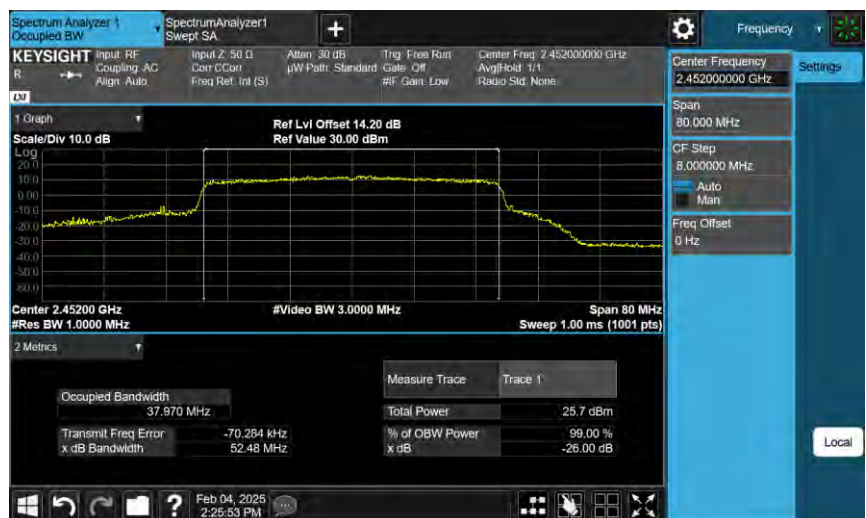 Spectrum Analyzer 1
Occupied BW
SpectrumAnalyzer1
Swept SA
+
Frequency
KEYSIGHT
R
LXI
Input: RF
Coupling: AC
Align: Auto
Input Z: 50 Ω
Corr CCorr
Freq Ref: Int (S)
Atten: 30 dB
µW Path: Standard
Trig: Free Run
Gate: Off
#IF Gain: Low
Center Freq: 2.452000000 GHz
Avg|Hold: 1/1
Radio Std: None
1 Graph
Scale/Div 10.0 dB
Ref Lvl Offset 14.20 dB
Ref Value 30.00 dBm
Log
20.0
10.0
0.00
-10.0
-20.0
-30.0
-40.0
-50.0
-60.0
Center 2.45200 GHz
#Video BW 3.0000 MHz
Span 80 MHz
#Res BW 1.0000 MHz
Sweep 1.00 ms (1001 pts)
2 Metrics
Measure Trace
Trace 1
Occupied Bandwidth
37.970 MHz
Total Power
25.7 dBm
Transmit Freq Error
-70.284 kHz
% of OBW Power
99.00 %
x dB Bandwidth
52.48 MHz
x dB
-26.00 dB
Center Frequency
2.452000000 GHz
Settings
Span
80.000 MHz
CF Step
8.000000 MHz
Auto
Man
Freq Offset
0 Hz
Local
?
Feb 04, 2025
2:25:53 PM